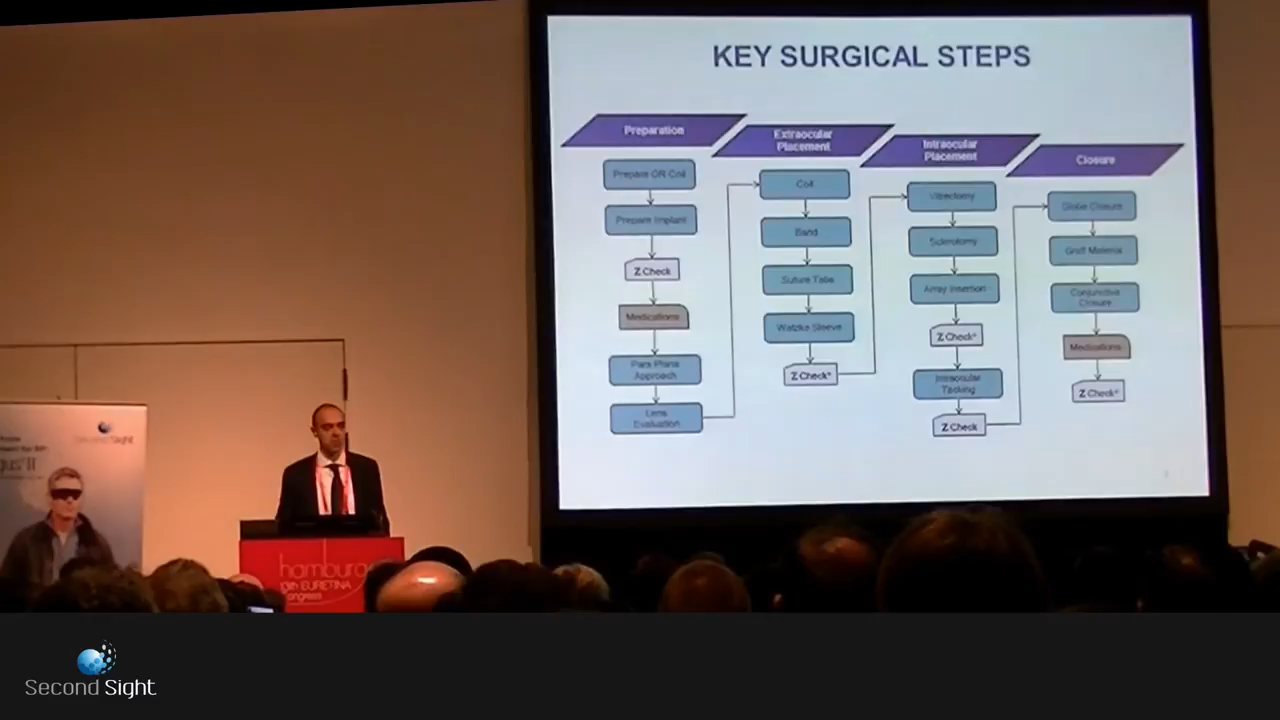 KEY SURGICAL STEPS
Preparation
Prepare OR Coil
Prepare Implant
Z Check
Medications
Pars Plana
Approach
Lens
Evaluation
Extraocular
Placement
Coil
Band
Suture Tabs
Watzke Sleeve
Z Check*
Intraocular
Placement
Vitrectomy
Sclerotomy
Array Insertion
Z Check*
Intraocular
Tacking
Z Check
Closure
Globe Closure
Graft Material
Conjunctiva
Closure
Medications
Z Check*
Second Sight
hamburg
EURETINA
congress
Second Sight